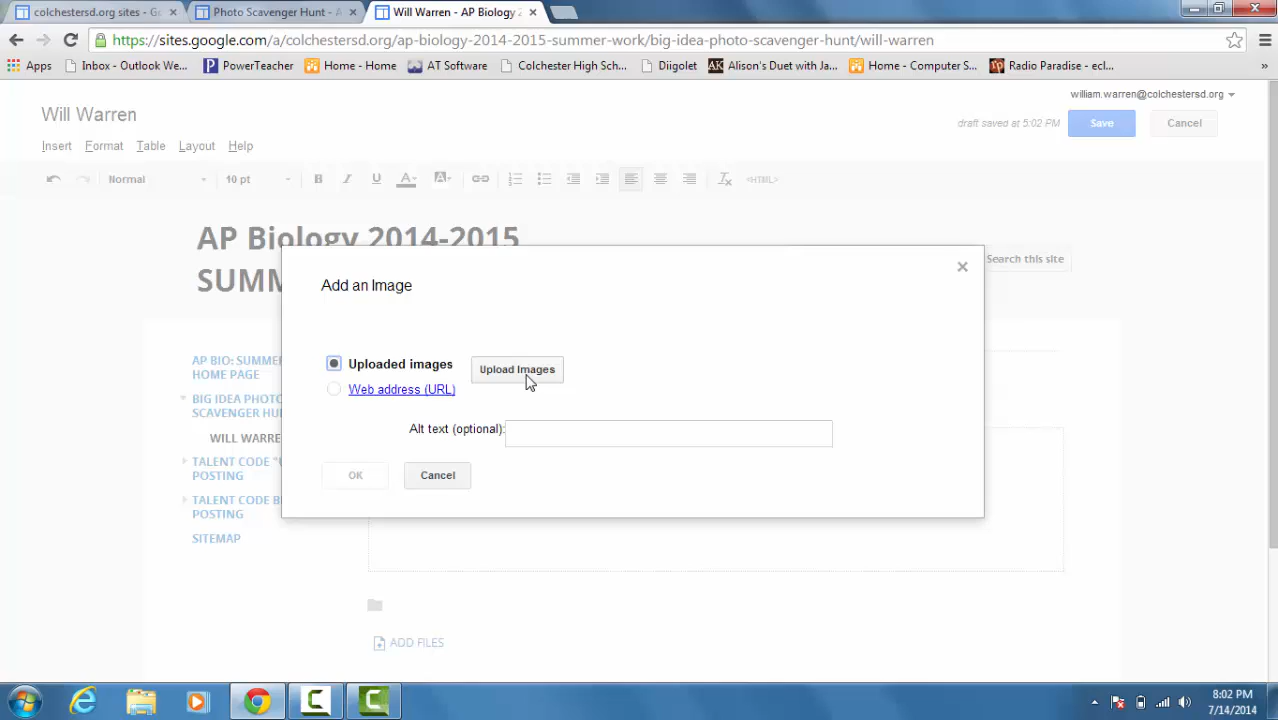 colchestersd.org sites - Go
Photo Scavenger Hunt - A
Will Warren - AP Biology 2
https://sites.google.com/a/colchestersd.org/ap-biology-2014-2015-summer-work/big-idea-photo-scavenger-hunt/will-warren
Apps Inbox - Outlook We... PowerTeacher Home - Home AT Software Colchester High Sc... Diigolet Alison's Duet with Ja... Home - Computer S... Radio Paradise - ecl... »
william.warren@colchestersd.org
Will Warren
draft saved at 5:02 PM Save Cancel
Insert Format Table Layout Help
Normal 10 pt B I U A A <HTML>
AP Biology 2014-2015
SUMM
Search this site
Add an Image
Uploaded images Upload Images
Web address (URL)
Alt text (optional):
OK Cancel
AP BIO: SUMME
HOME PAGE
BIG IDEA PHOTO
SCAVENGER HUN
WILL WARRE
TALENT CODE "
POSTING
TALENT CODE B
POSTING
SITEMAP
ADD FILES
8:02 PM
7/14/2014